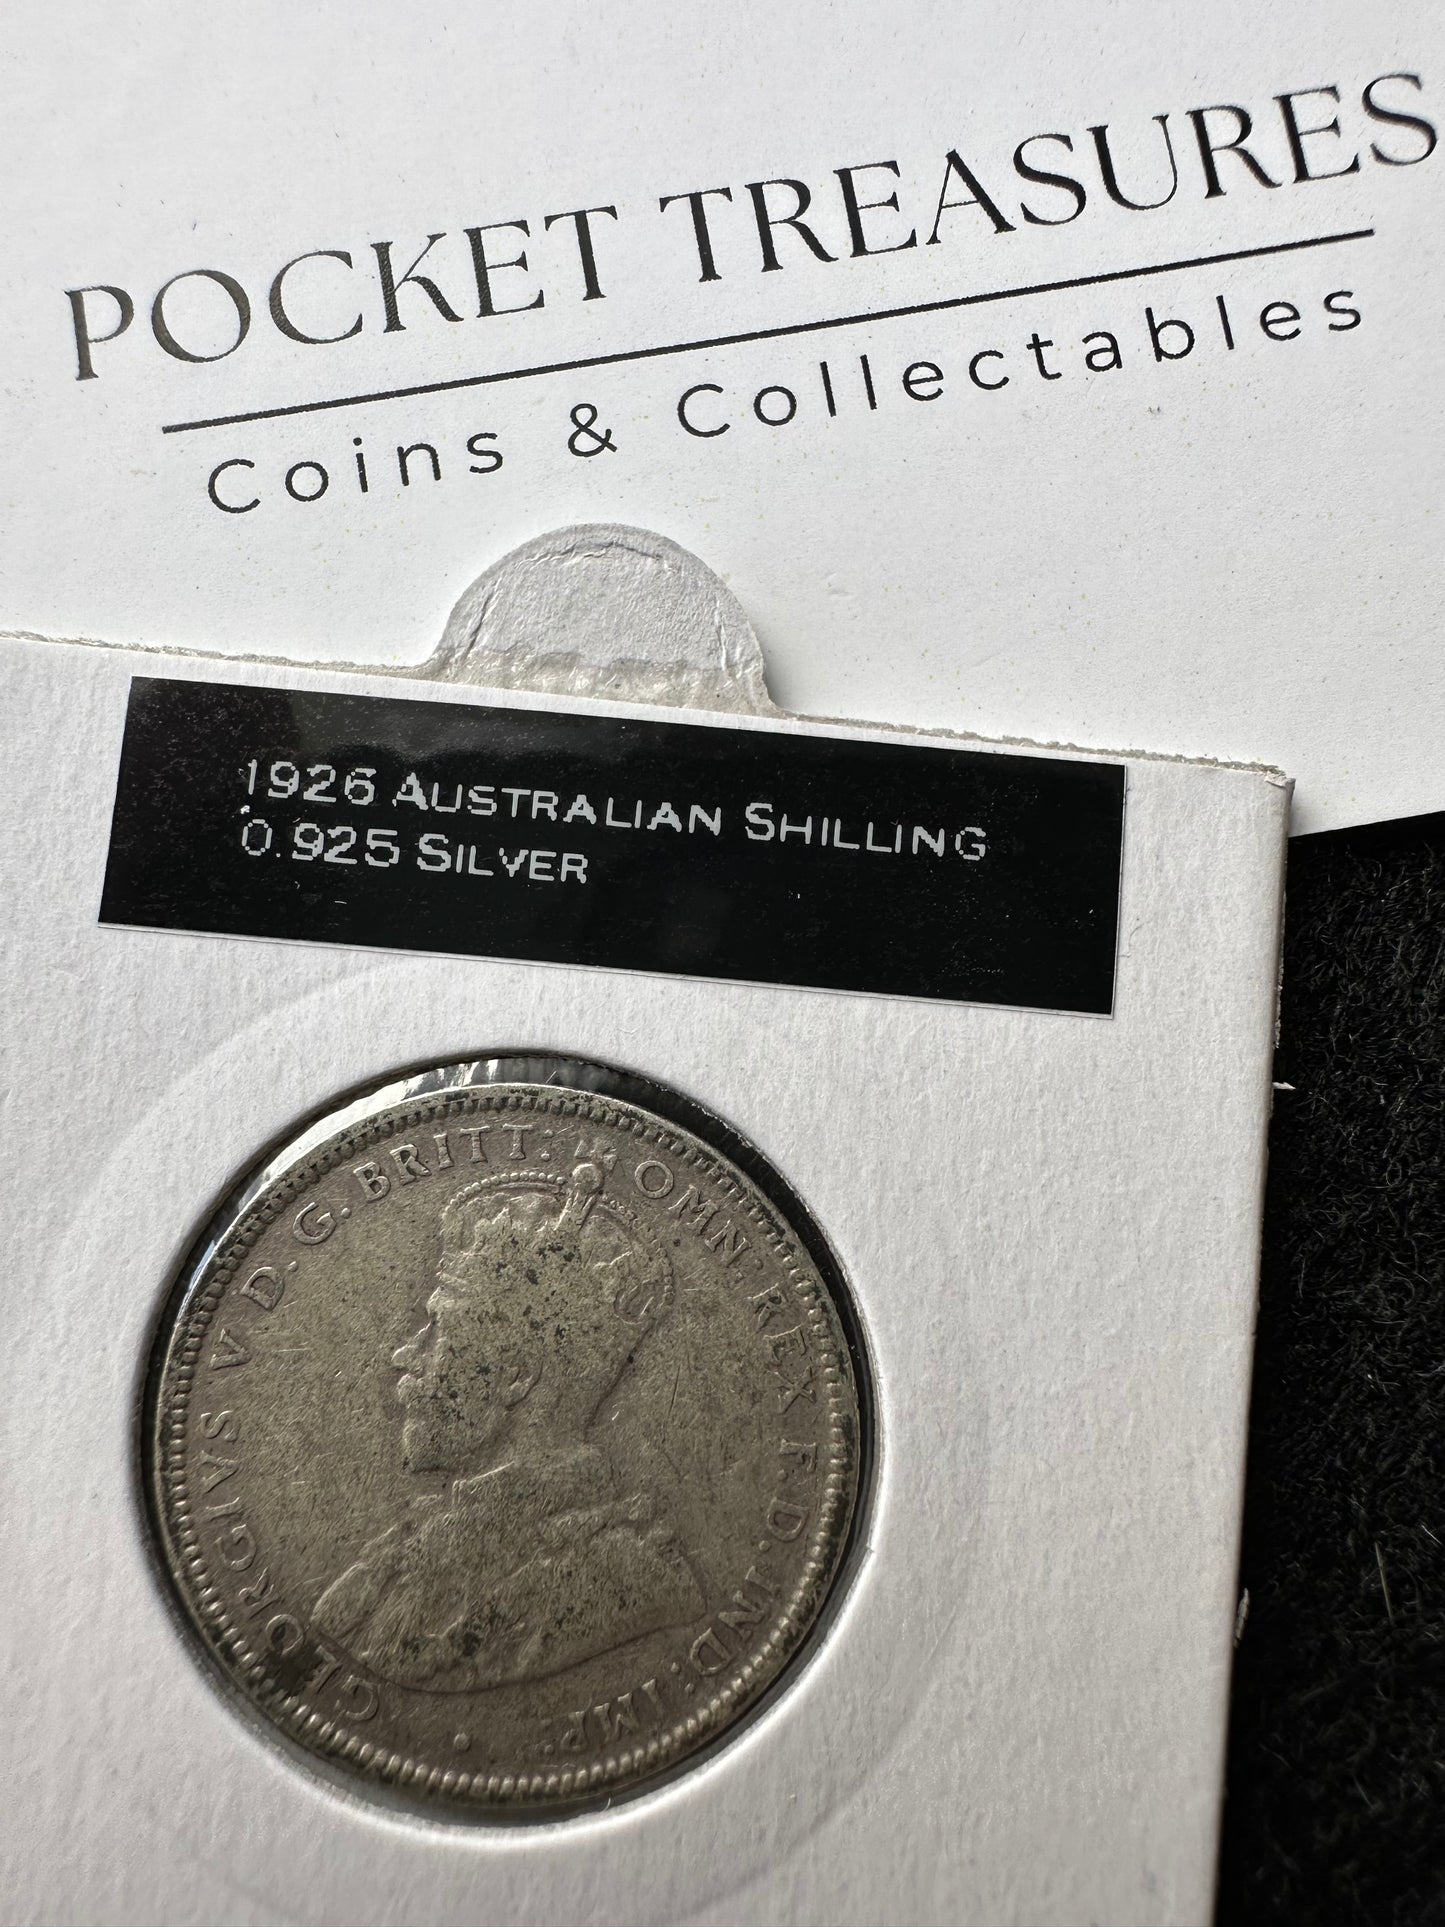 POCKET TREASURES
Coins & Collectables
1926 AUSTRALIAN SHILLING
0.925 SILVER
GEORGIVS V D. G. BRITT: OMN: REX F. D. IND: IMP: